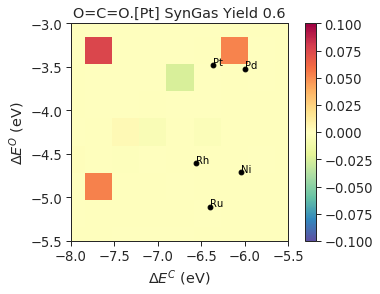 O=C=O.[Pt] SynGas Yield 0.6
−3.0
−3.5
−4.0
−4.5
−5.0
−5.5
ΔE^O (eV)
Pt
Pd
Rh
Ni
Ru
−8.0 −7.5 −7.0 −6.5 −6.0 −5.5
ΔE^C (eV)
0.100
0.075
0.050
0.025
0.000
−0.025
−0.050
−0.075
−0.100